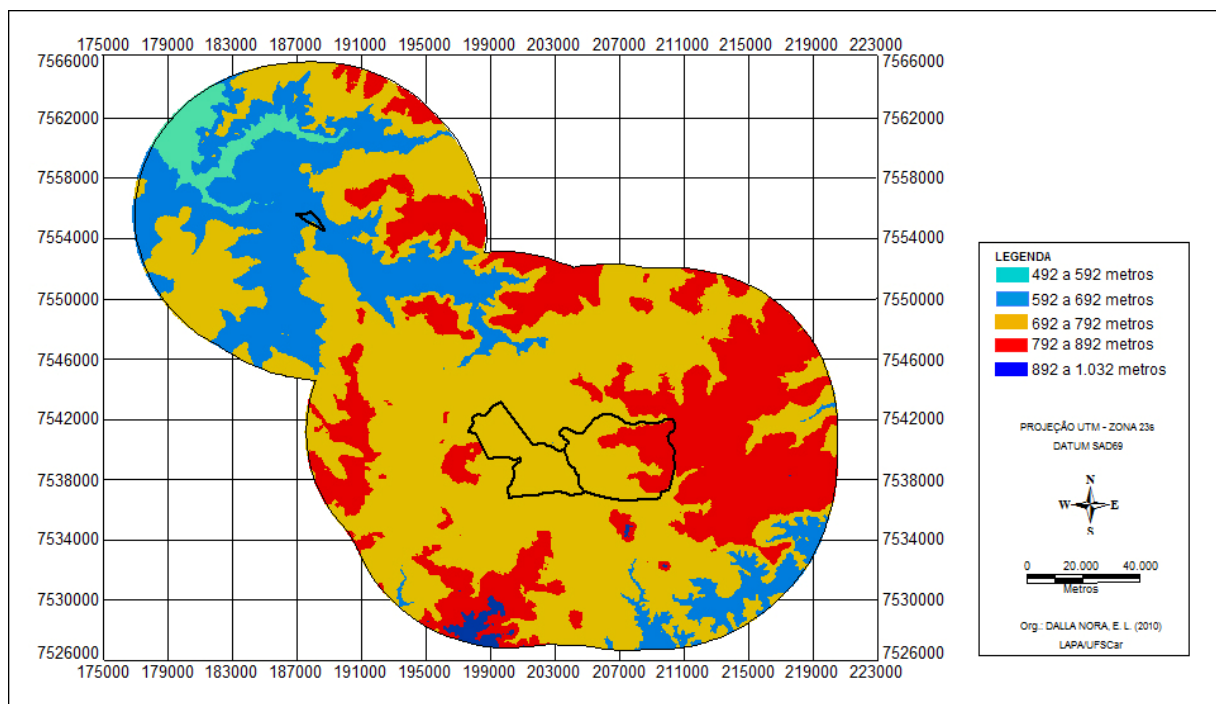 175000 179000 183000 187000 191000 195000 199000 203000 207000 211000 215000 219000 223000
7566000 7566000
7562000 7562000
7558000 7558000
7554000 7554000
7550000 7550000
7546000 7546000
7542000 7542000
7538000 7538000
7534000 7534000
7530000 7530000
7526000 7526000
175000 179000 183000 187000 191000 195000 199000 203000 207000 211000 215000 219000 223000
LEGENDA
492 a 592 metros
592 a 692 metros
692 a 792 metros
792 a 892 metros
892 a 1.032 metros
PROJEÇÃO UTM - ZONA 23s
DATUM SAD69
N
W E
S
0 20.000 40.000
Metros
Org.: DALLA NORA, E. L. (2010)
LAPA/UFSCar